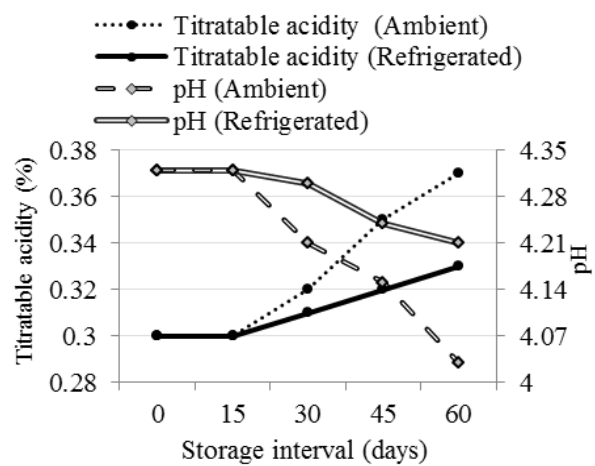 Titratable acidity (Ambient)
Titratable acidity (Refrigerated)
pH (Ambient)
pH (Refrigerated)
0.38
0.36
0.34
0.32
0.3
0.28
Titratable acidity (%)
4.35
4.28
4.21
4.14
4.07
4
pH
0 15 30 45 60
Storage interval (days)